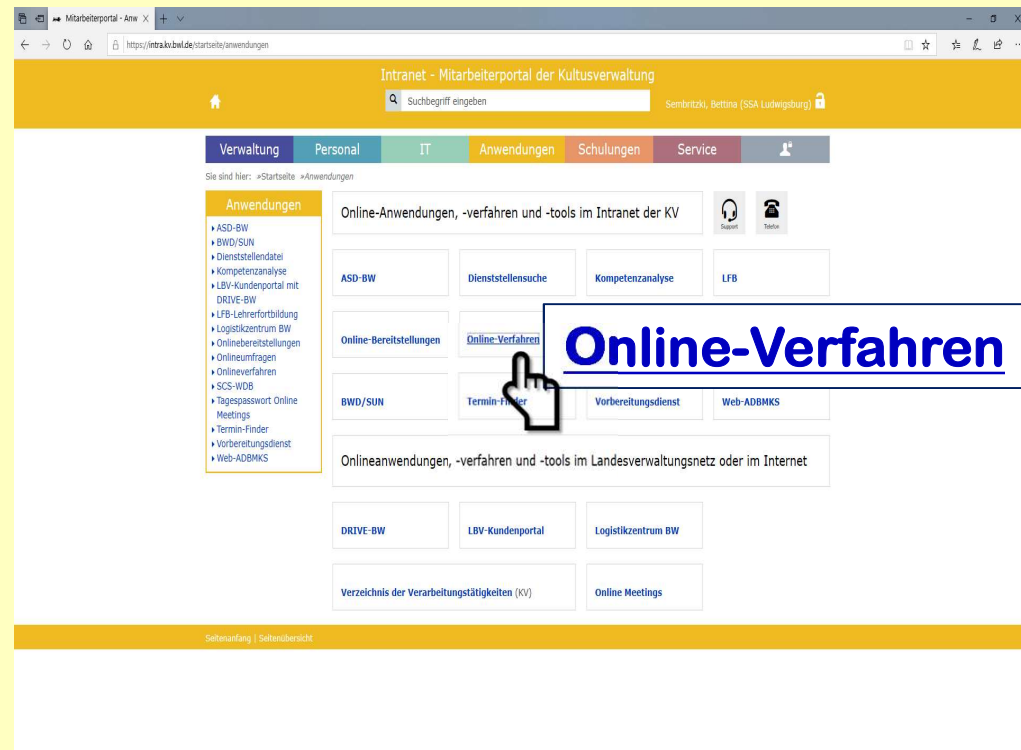 Mitarbeiterportal - Anw
https://intra.kv.bwl.de/startseite/anwendungen
Intranet - Mitarbeiterportal der Kultusverwaltung
Suchbegriff eingeben
Sembritzki, Bettina (SSA Ludwigsburg)
Verwaltung Personal IT Anwendungen Schulungen Service
Sie sind hier: »Startseite »Anwendungen
Anwendungen
ASD-BW
BWD/SUN
Dienststellendatei
Kompetenzanalyse
LBV-Kundenportal mit
DRIVE-BW
LFB-Lehrerfortbildung
Logistikzentrum BW
Onlinebereitstellungen
Onlineumfragen
Onlineverfahren
SCS-WDB
Tagespasswort Online
Meetings
Termin-Finder
Vorbereitungsdienst
Web-ADBMKS
Online-Anwendungen, -verfahren und -tools im Intranet der KV
Support Telefon
ASD-BW Dienststellensuche Kompetenzanalyse LFB
Online-Bereitstellungen Online-Verfahren
Online-Verfahren
BWD/SUN Termin-Finder Vorbereitungsdienst Web-ADBMKS
Onlineanwendungen, -verfahren und -tools im Landesverwaltungsnetz oder im Internet
DRIVE-BW LBV-Kundenportal Logistikzentrum BW
Verzeichnis der Verarbeitungstätigkeiten (KV) Online Meetings
Seitenanfang | Seitenübersicht